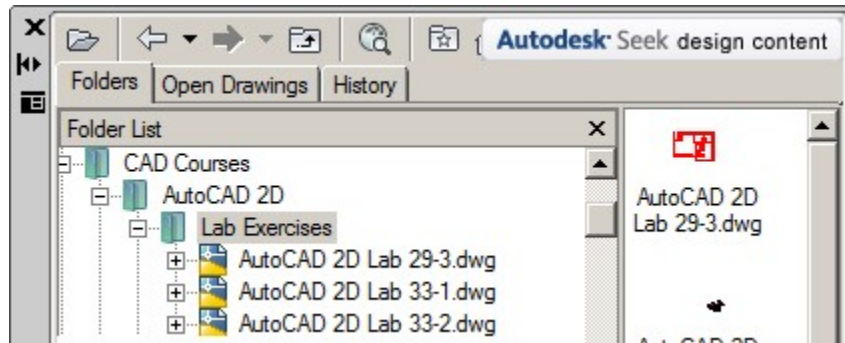 Autodesk® Seek design content
Folders
Open Drawings
History
Folder List
CAD Courses
AutoCAD 2D
Lab Exercises
AutoCAD 2D Lab 29-3.dwg
AutoCAD 2D Lab 33-1.dwg
AutoCAD 2D Lab 33-2.dwg
AutoCAD 2D
Lab 29-3.dwg
AutoCAD 2D